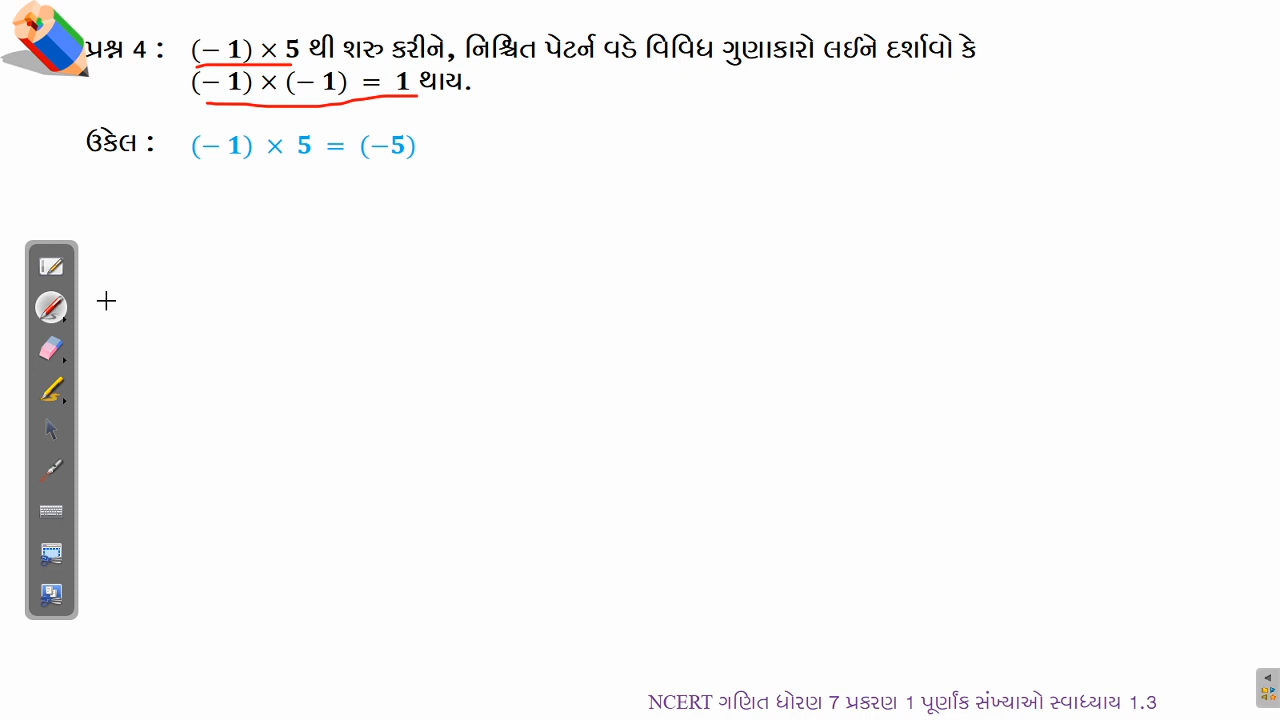 પ્રશ્ન 4 : (− 1) × 5 થી શરુ કરીને, નિશ્ચિત પેટર્ન વડે વિવિધ ગુણાકારો લઈને દર્શાવો કે
(− 1) × (− 1) = 1 થાય.
ઉકેલ : (− 1) × 5 = (−5)
NCERT ગણિત ધોરણ 7 પ્રકરણ 1 પૂર્ણાંક સંખ્યાઓ સ્વાધ્યાય 1.3